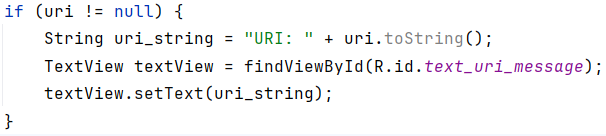 if (uri != null) {
    String uri_string = "URI: " + uri.toString();
    TextView textView = findViewById(R.id.text_uri_message);
    textView.setText(uri_string);
}